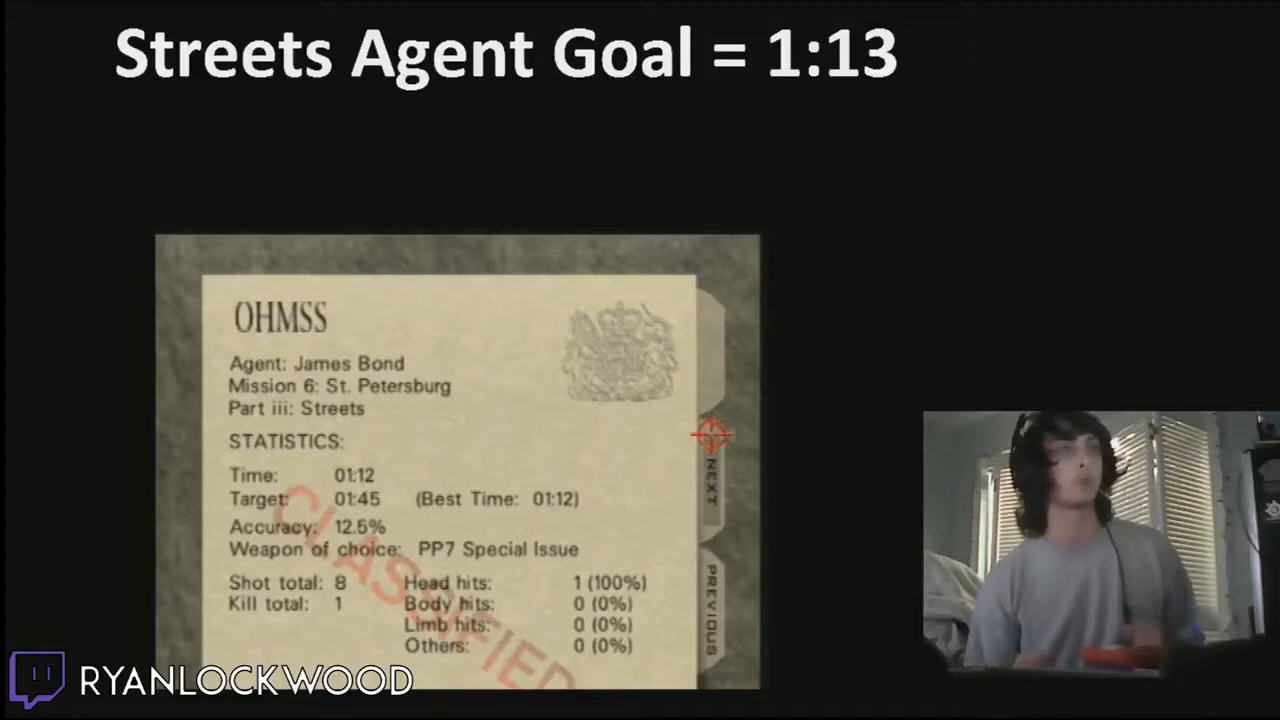 Streets Agent Goal = 1:13
OHMSS
Agent: James Bond
Mission 6: St. Petersburg
Part iii: Streets
STATISTICS:
Time: 01:12
Target: 01:45 (Best Time: 01:12)
Accuracy: 12.5%
Weapon of choice: PP7 Special Issue
Shot total: 8 Head hits: 1 (100%)
Kill total: 1 Body hits: 0 (0%)
Limb hits: 0 (0%)
Others: 0 (0%)
CLASSIFIED
NEXT
PREVIOUS
RYANLOCKWOOD